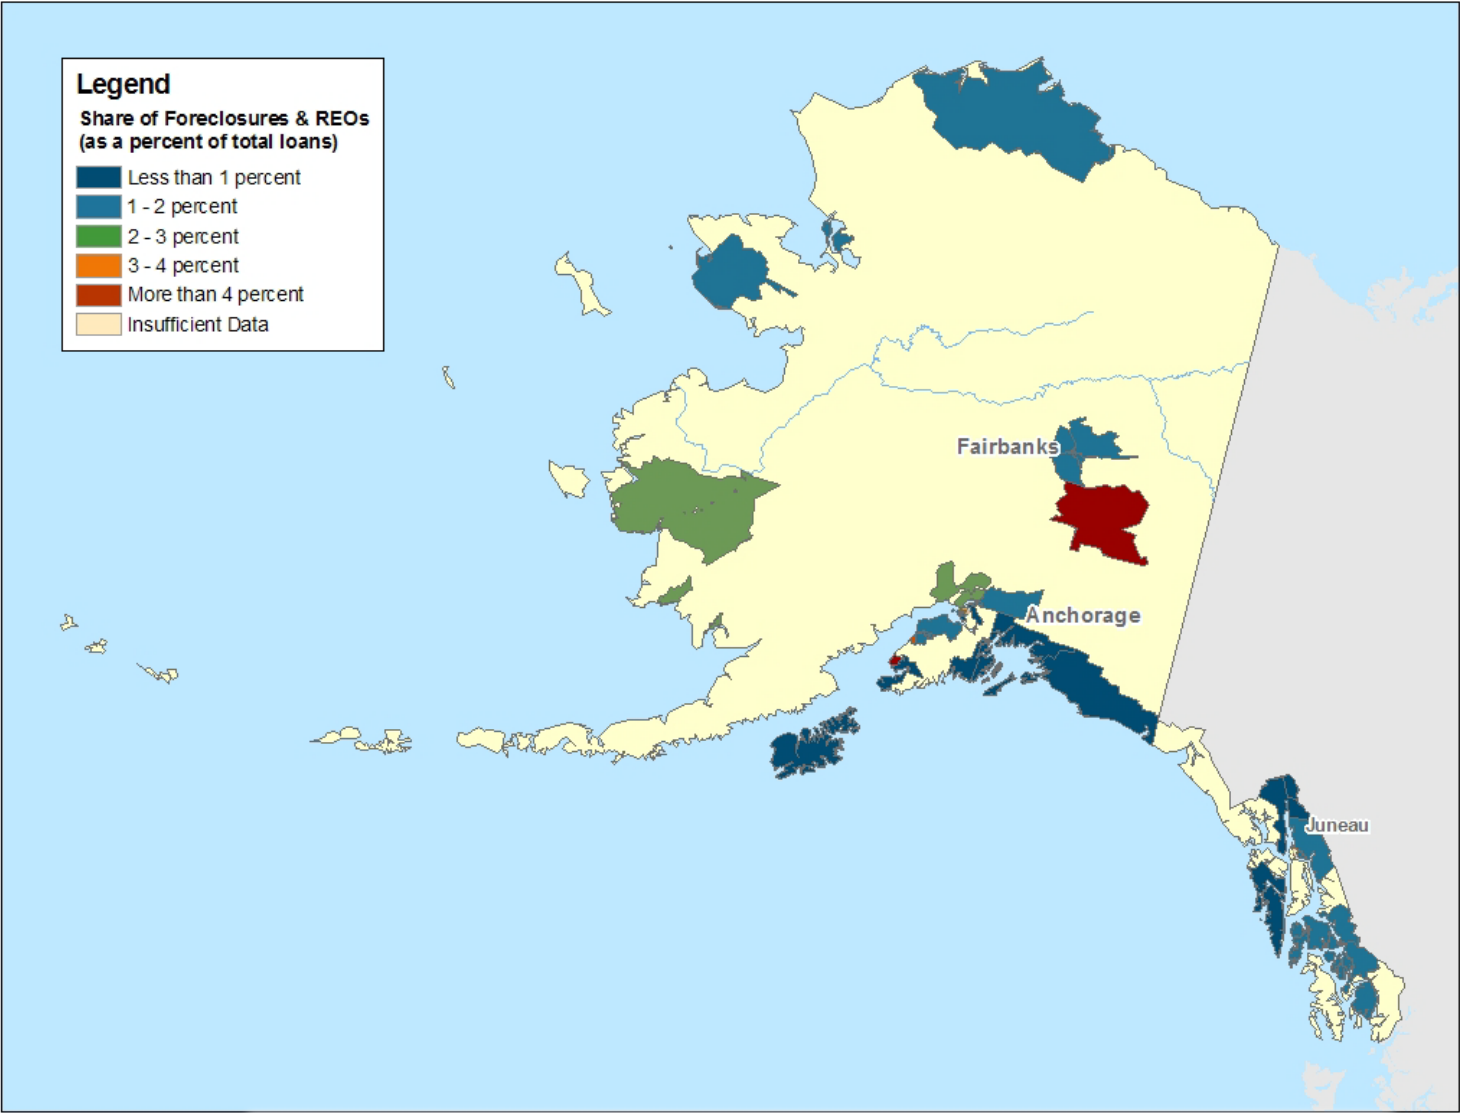 Legend
Share of Foreclosures & REOs
(as a percent of total loans)
Less than 1 percent
1 - 2 percent
2 - 3 percent
3 - 4 percent
More than 4 percent
Insufficient Data
Fairbanks
Anchorage
Juneau